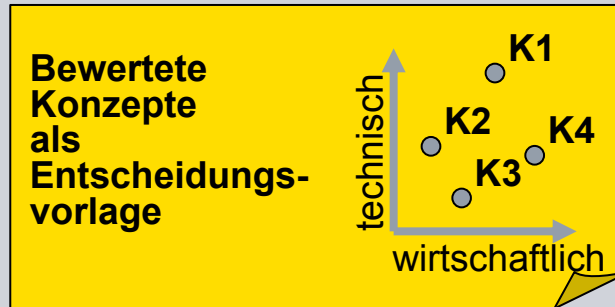 Bewertete
Konzepte
als
Entscheidungs-
vorlage
technisch
K1
K2
K4
K3
wirtschaftlich